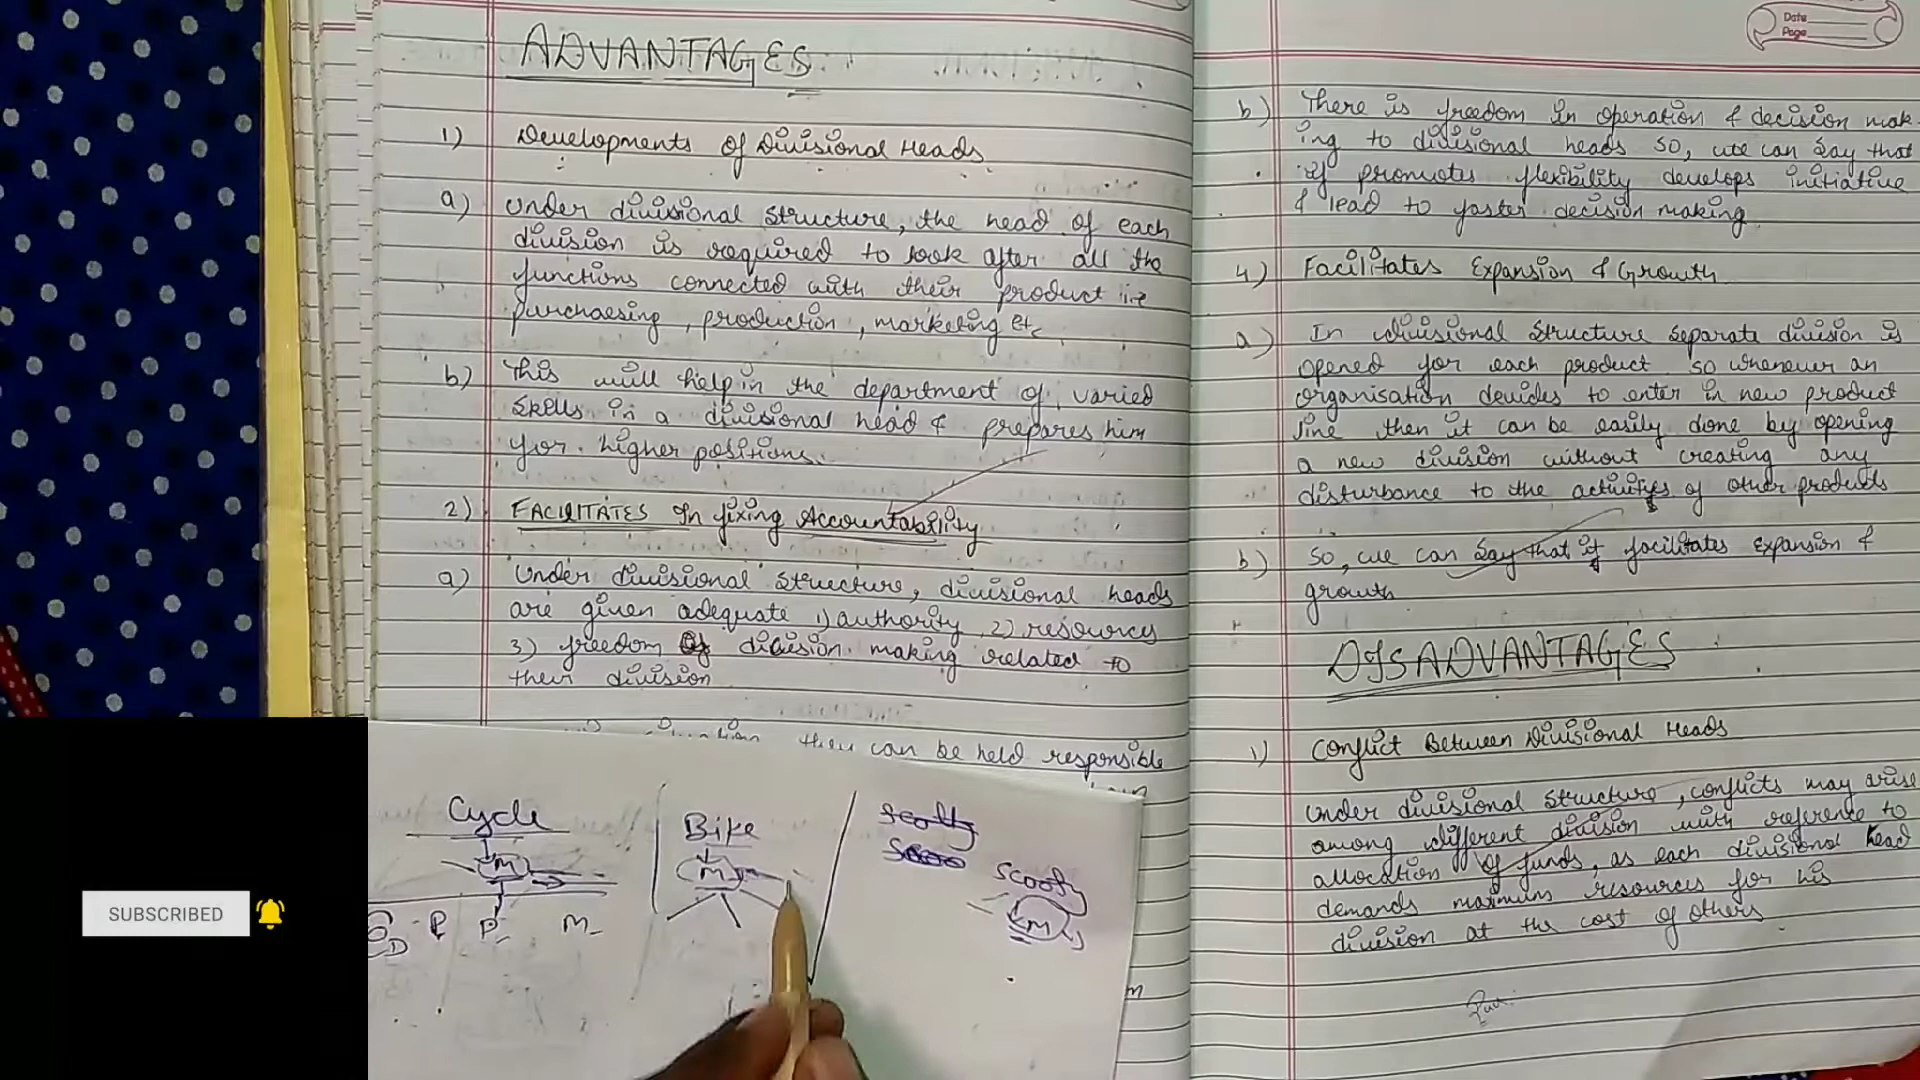 ADVANTAGES
1) Developments Of Divisional Heads
a) Under divisional structure, the head of each
division is required to look after all the
functions connected with their product i.e
purchaesing, production, marketing etc
b) This will help in the department of varied
skills in a divisional head & prepares him
for higher positions.
2) FACILITATES In fixing Accountability
a) Under divisional structure, divisional heads
are given adequate 1) authority 2) resources
3) freedom of dicision making related to
their division
they can be held responsible
Cycle
M
P P M
Bike
M
Scooty
M
SUBSCRIBED
Date
Page
b) There is freedom in operation & decision mak-
ing to divisional heads so, we can say that
if promotes flexibility develops initiative
& lead to faster decision making
4) Facilitates Expansion & Growth
a) In divisional structure separate division is
opened for each product so whenever an
organisation decides to enter in new product
line then it can be easily done by opening
a new division without creating any
disturbance to the activities of other products
b) So, we can say that it facilitates expansion &
growth
DISADVANTAGES
1) Conflict Between Divisional Heads
Under divisional structure, conflicts may arise
among different division with reference to
allocation of funds, as each divisional head
demands maximum resources for his
division at the cost of others